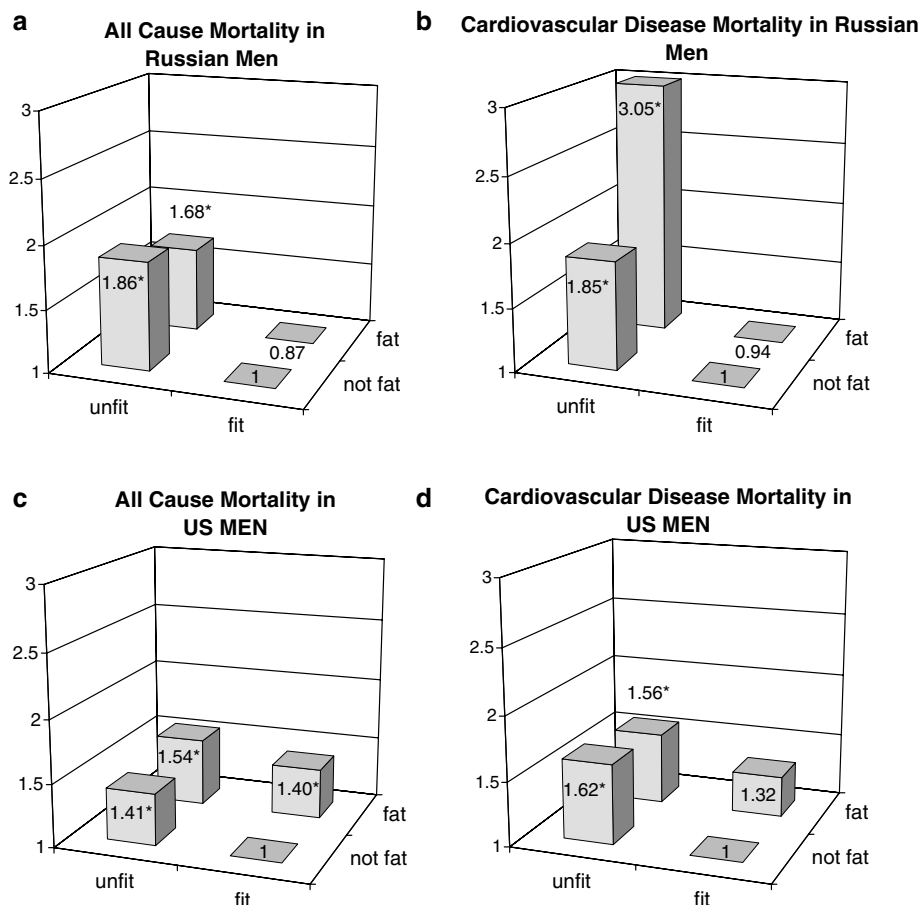 a
All Cause Mortality in
Russian Men
3
2.5
2
1.5
1
1.68*
1.86*
0.87
1
fat
not fat
unfit
fit
b
Cardiovascular Disease Mortality in Russian
Men
3
2.5
2
1.5
1
3.05*
1.85*
0.94
1
fat
not fat
unfit
fit
c
All Cause Mortality in
US MEN
3
2.5
2
1.5
1
1.54*
1.40*
1.41*
1
fat
not fat
unfit
fit
d
Cardiovascular Disease Mortality in
US MEN
3
2.5
2
1.5
1
1.56*
1.62*
1.32
1
fat
not fat
unfit
fit